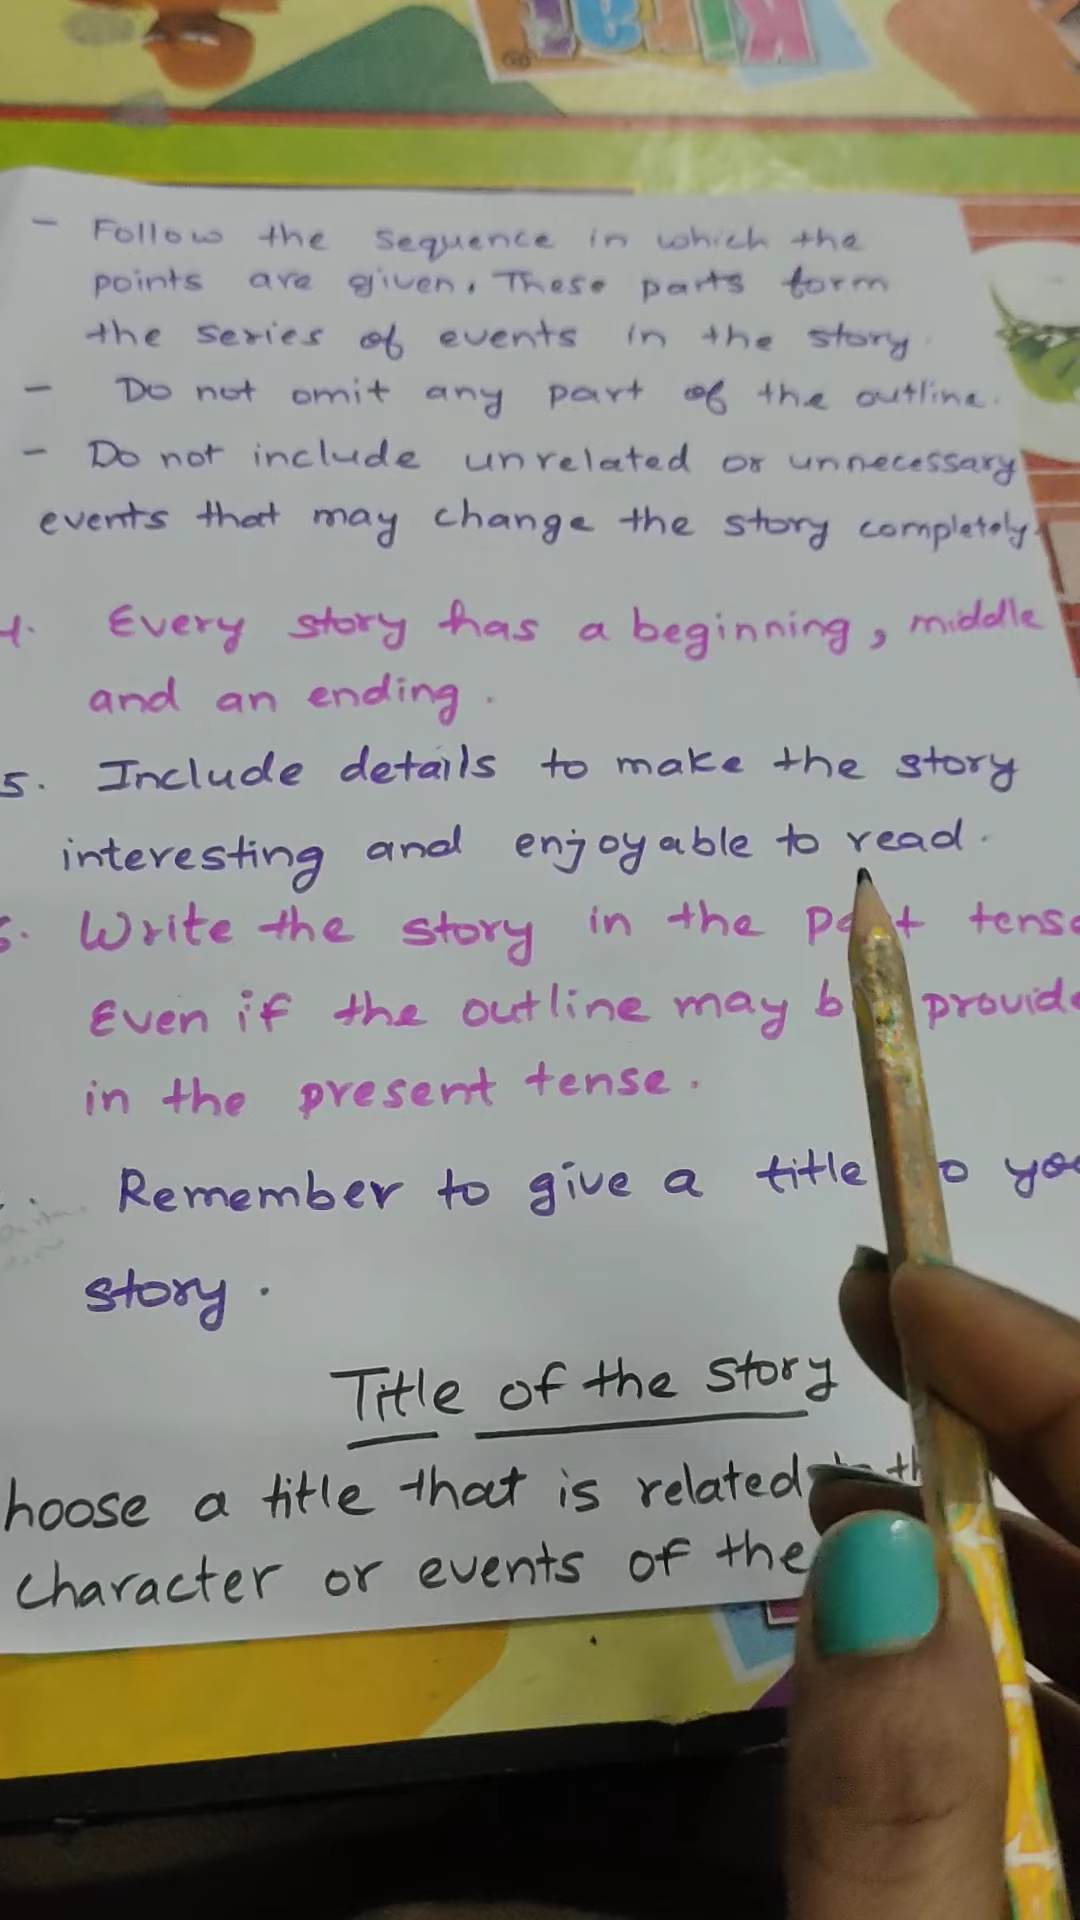 - Follow the sequence in which the
points are given. These parts form
the series of events in the story.
- Do not omit any part of the outline.
- Do not include unrelated or unnecessary
events that may change the story completely.
4. Every story has a beginning, middle
and an ending.
5. Include details to make the story
interesting and enjoyable to read.
Write the story in the tense
Even if the outline may
in the present tense.
Remember to give a title
story.
Title of the story
a title that is related
character or events of the